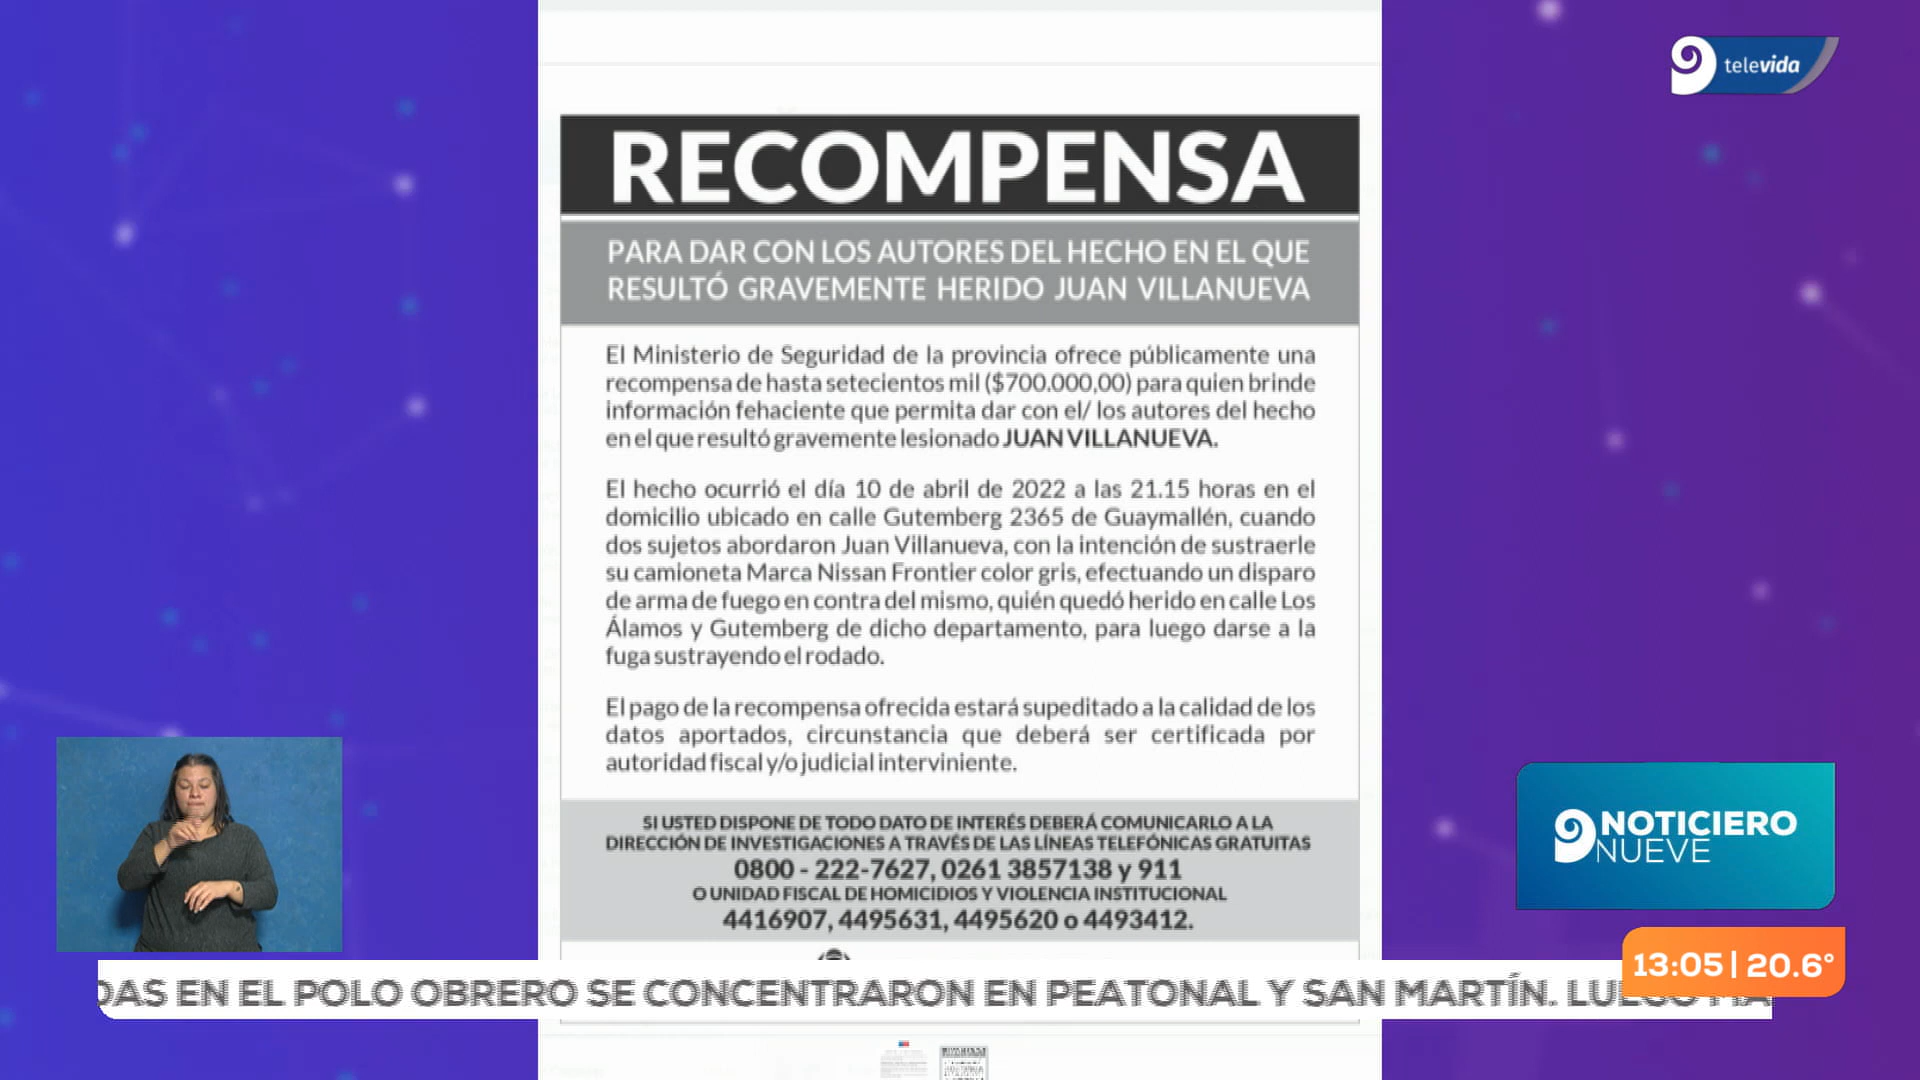 televida
RECOMPENSA
PARA DAR CON LOS AUTORES DEL HECHO EN EL QUE
RESULTÓ GRAVEMENTE HERIDO JUAN VILLANUEVA
El Ministerio de Seguridad de la provincia ofrece públicamente una
recompensa de hasta setecientos mil ($700.000,00) para quien brinde
información fehaciente que permita dar con el/ los autores del hecho
en el que resultó gravemente lesionado JUAN VILLANUEVA.
El hecho ocurrió el día 10 de abril de 2022 a las 21.15 horas en el
domicilio ubicado en calle Gutemberg 2365 de Guaymallén, cuando
dos sujetos abordaron Juan Villanueva, con la intención de sustraerle
su camioneta Marca Nissan Frontier color gris, efectuando un disparo
de arma de fuego en contra del mismo, quién quedó herido en calle Los
Álamos y Gutemberg de dicho departamento, para luego darse a la
fuga sustrayendo el rodado.
El pago de la recompensa ofrecida estará supeditado a la calidad de los
datos aportados, circunstancia que deberá ser certificada por
autoridad fiscal y/o judicial interviniente.
SI USTED DISPONE DE TODO DATO DE INTERÉS DEBERÁ COMUNICARLO A LA
DIRECCIÓN DE INVESTIGACIONES A TRAVÉS DE LAS LÍNEAS TELEFÓNICAS GRATUITAS
0800 - 222-7627, 0261 3857138 y 911
O UNIDAD FISCAL DE HOMICIDIOS Y VIOLENCIA INSTITUCIONAL
4416907, 4495631, 4495620 o 4493412.
9 NOTICIERO
NUEVE
13:05 | 20.6°
DAS EN EL POLO OBRERO SE CONCENTRARON EN PEATONAL Y SAN MARTÍN.